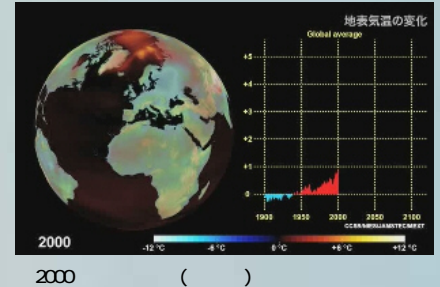 地表気温の変化
Global average
+5
+4
+3
+2
+1
0
1900 1950 2000 2050 2100
CCSR/NIES/JAMSTEC/MEXT
2000
-12 °C -6 °C 0 °C +6 °C +12 °C
2000 ( )